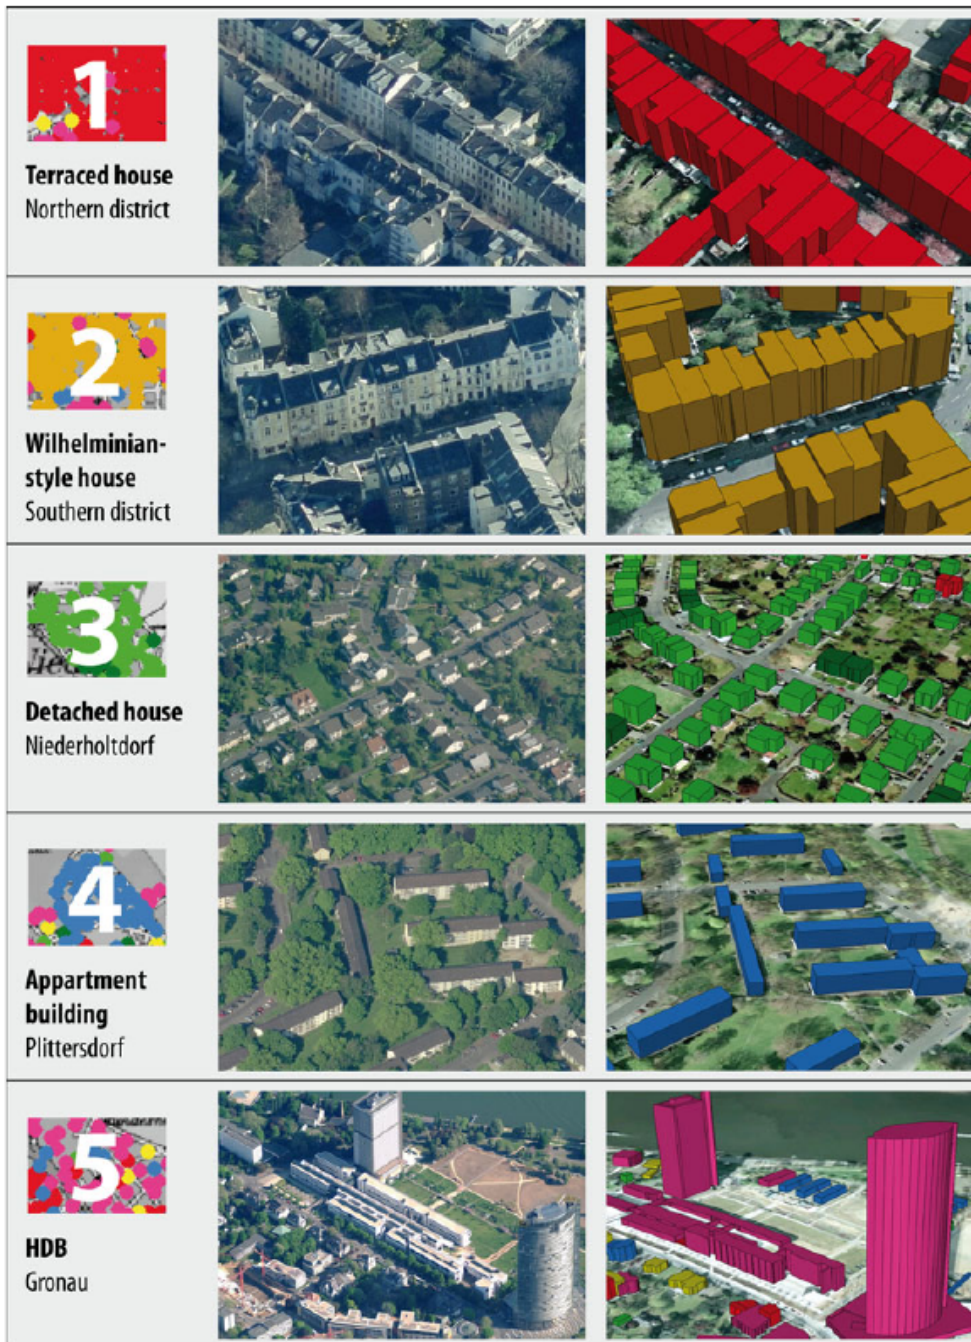 1
Terraced house
Northern district
2
Wilhelminian-
style house
Southern district
3
Detached house
Niederholtdorf
4
Appartment
building
Plittersdorf
5
HDB
Gronau